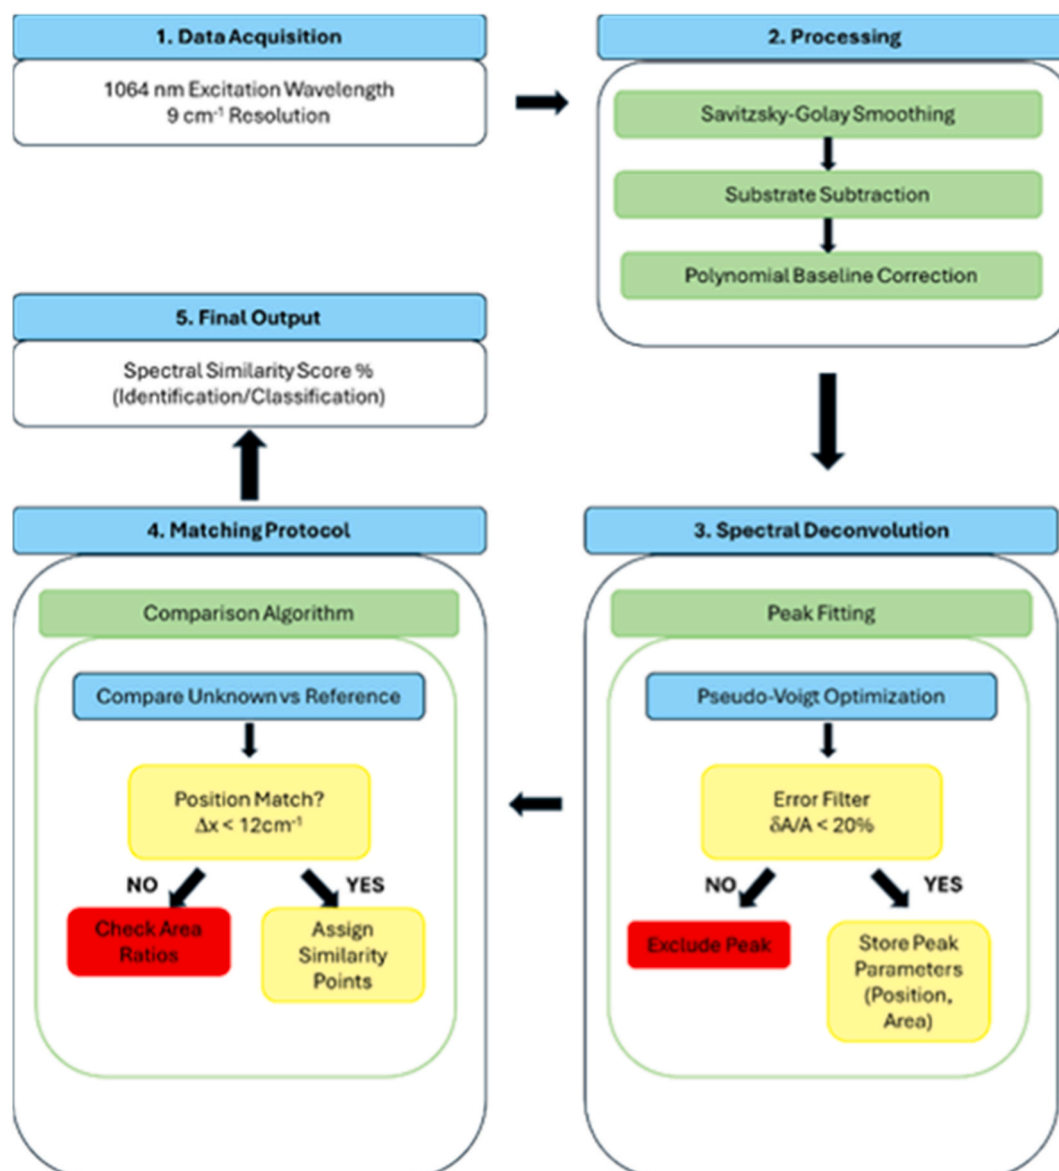 1. Data Acquisition
1064 nm Excitation Wavelength
9 cm⁻¹ Resolution
2. Processing
Savitzsky-Golay Smoothing
Substrate Subtraction
Polynomial Baseline Correction
5. Final Output
Spectral Similarity Score %
(Identification/Classification)
4. Matching Protocol
Comparison Algorithm
Compare Unknown vs Reference
Position Match?
Δx < 12cm⁻¹
NO
YES
Check Area
Ratios
Assign
Similarity
Points
3. Spectral Deconvolution
Peak Fitting
Pseudo-Voigt Optimization
Error Filter
δA/A < 20%
NO
YES
Exclude Peak
Store Peak
Parameters
(Position,
Area)